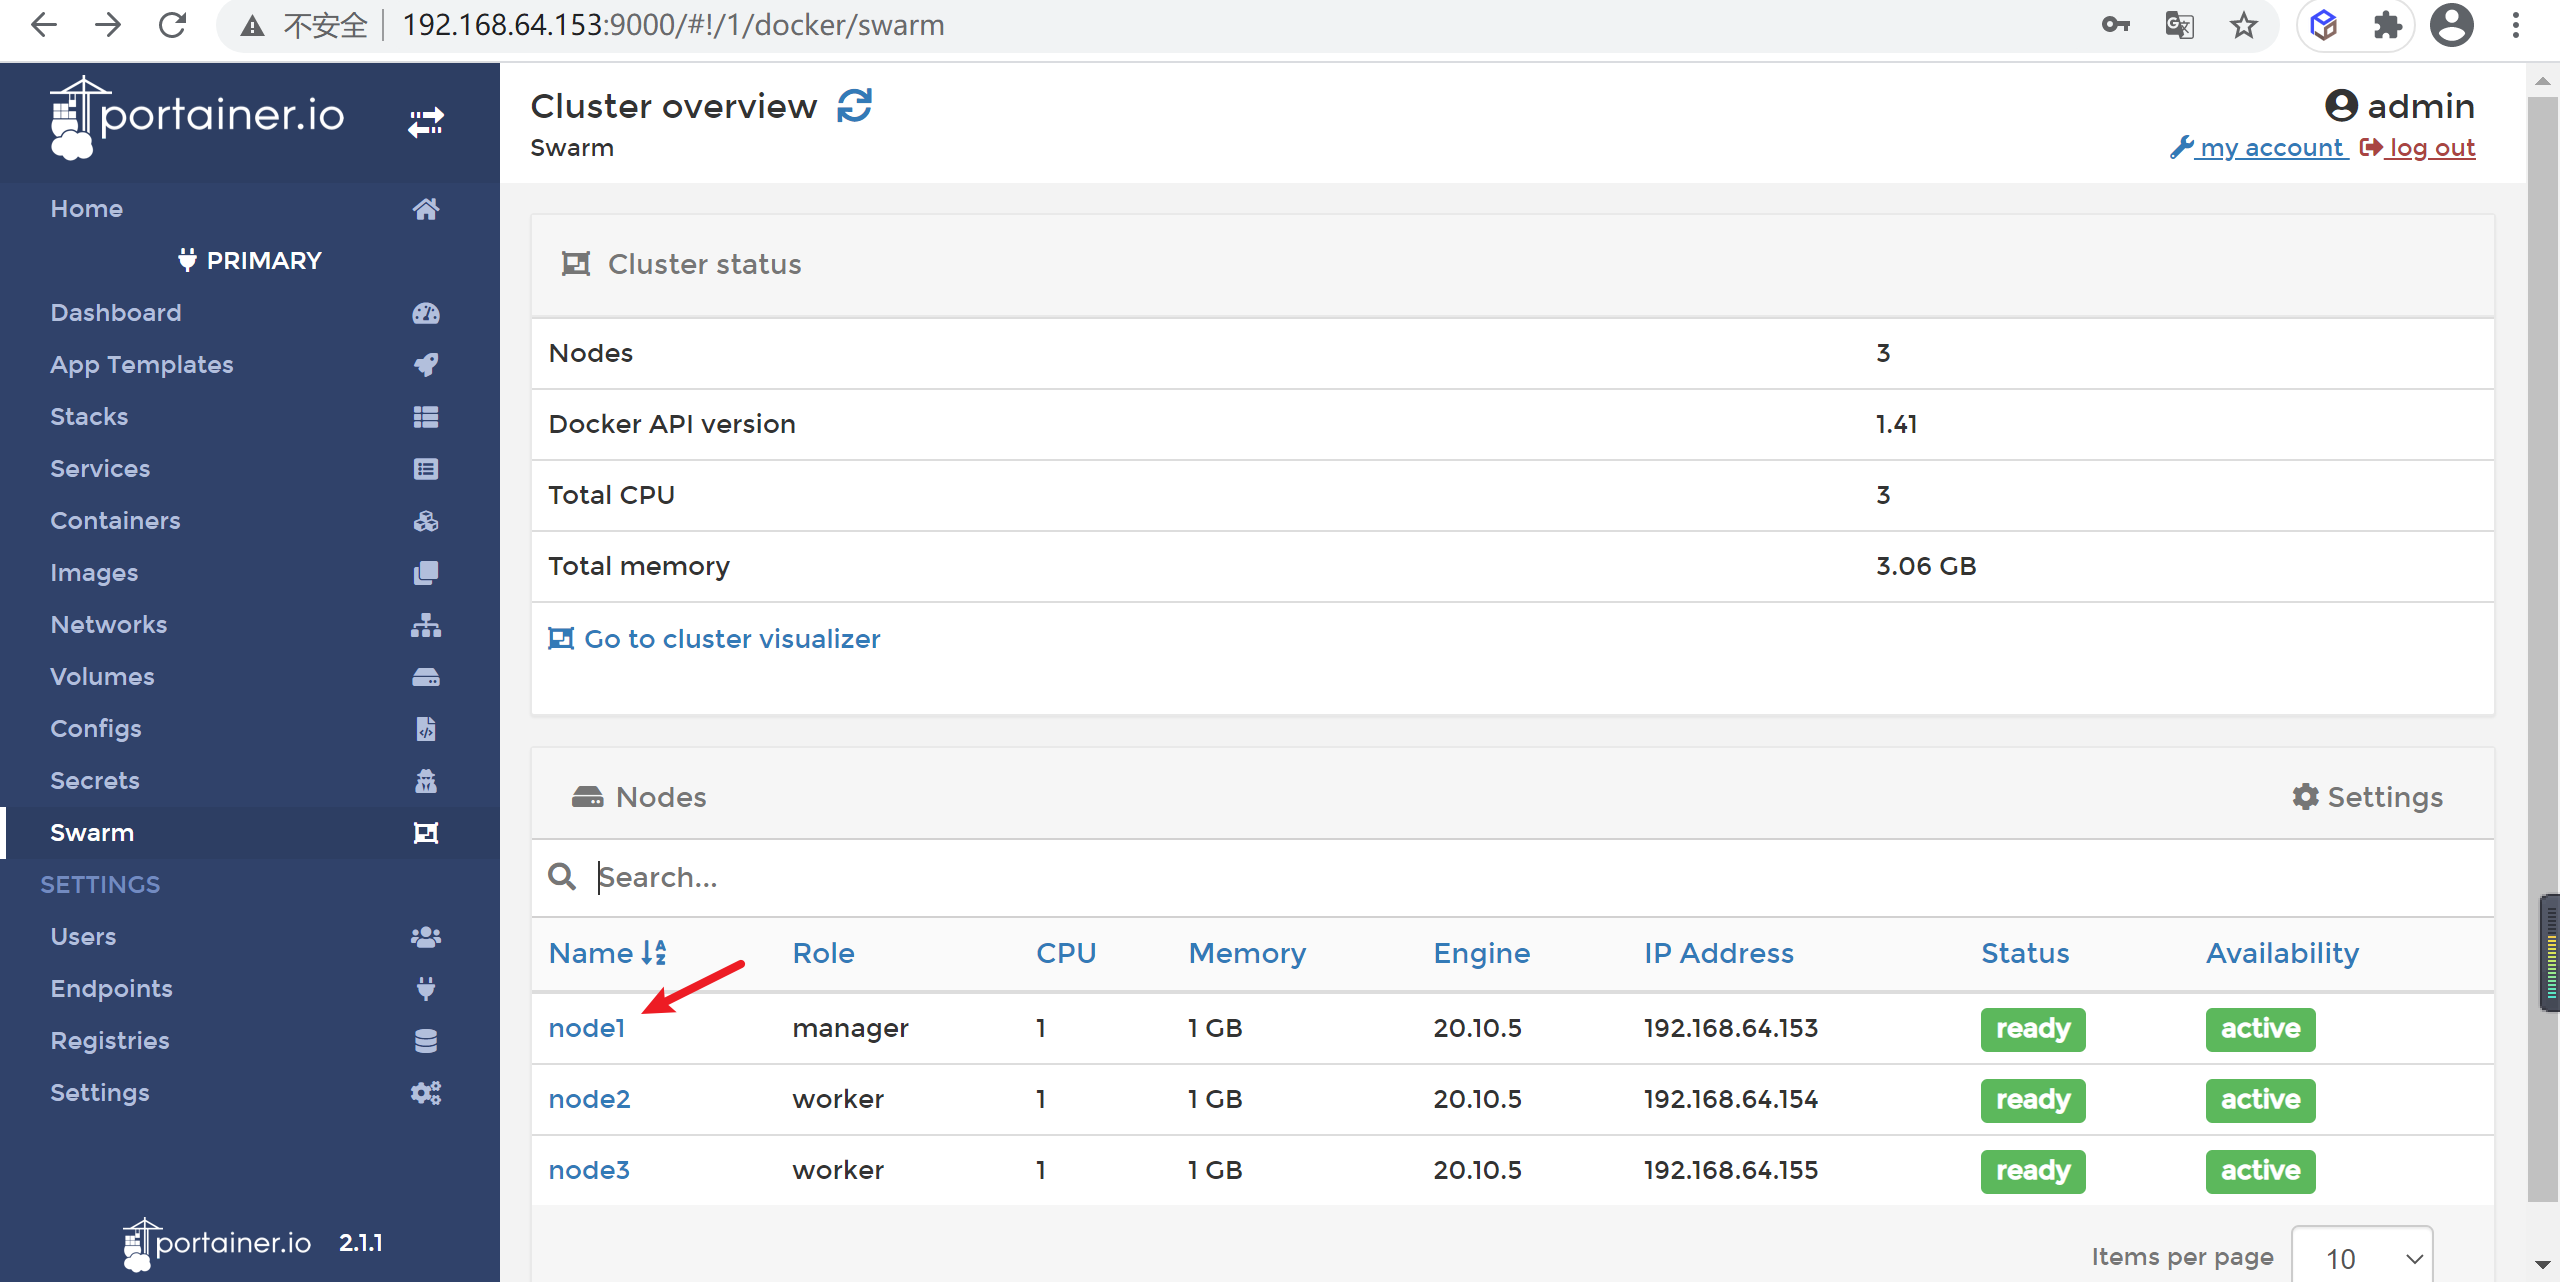 不安全 192.168.64.153:9000/#!/1/docker/swarm
portainer.io
Home
PRIMARY
Dashboard
App Templates
Stacks
Services
Containers
Images
Networks
Volumes
Configs
Secrets
Swarm
SETTINGS
Users
Endpoints
Registries
Settings
portainer.io 2.1.1
Cluster overview
Swarm
admin
my account log out
Cluster status
Nodes 3
Docker API version 1.41
Total CPU 3
Total memory 3.06 GB
Go to cluster visualizer
Nodes Settings
Search...
Name Role CPU Memory Engine IP Address Status Availability
node1 manager 1 1 GB 20.10.5 192.168.64.153 ready active
node2 worker 1 1 GB 20.10.5 192.168.64.154 ready active
node3 worker 1 1 GB 20.10.5 192.168.64.155 ready active
Items per page 10